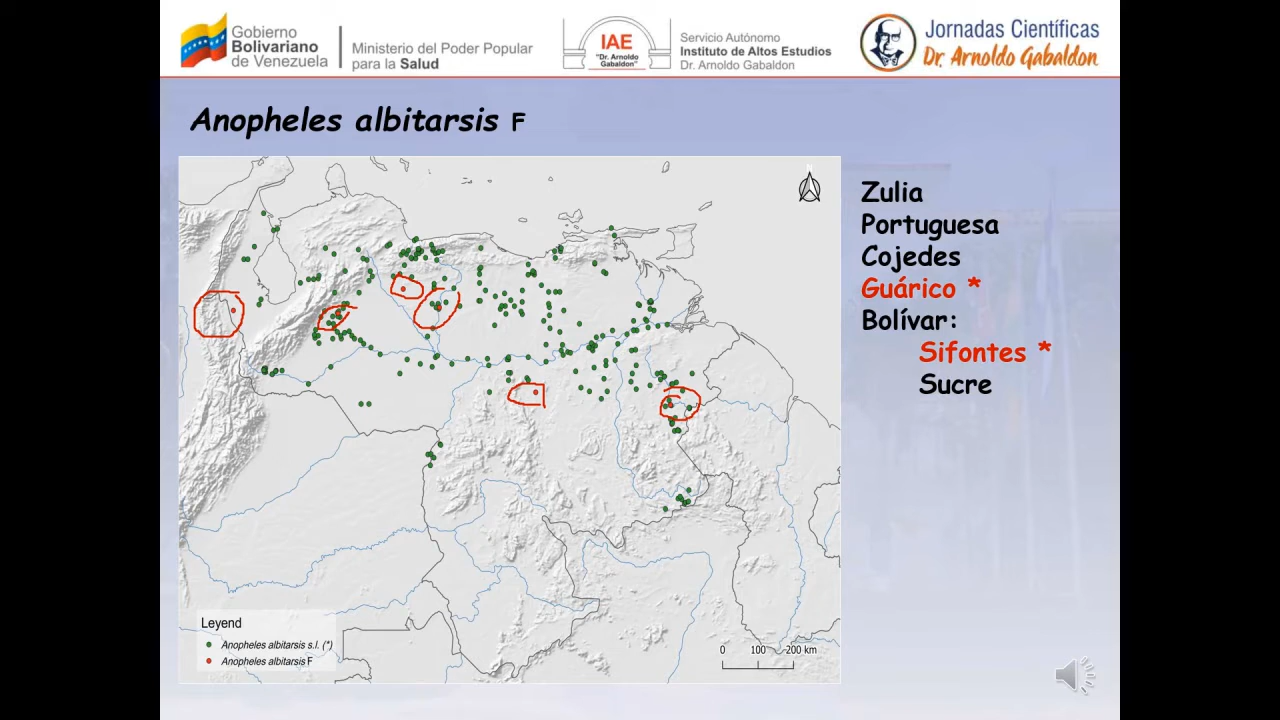 Gobierno
Bolivariano
de Venezuela
Ministerio del Poder Popular
para la Salud
IAE
"Dr. Arnoldo
Gabaldon"
Servicio Autónomo
Instituto de Altos Estudios
Dr. Arnoldo Gabaldon
Jornadas Científicas
Dr. Arnoldo Gabaldon
Anopheles albitarsis F
Zulia
Portuguesa
Cojedes
Guárico *
Bolívar:
Sifontes *
Sucre
Leyend
Anopheles albitarsis s.l. (*)
Anopheles albitarsis F
0 100 200 km